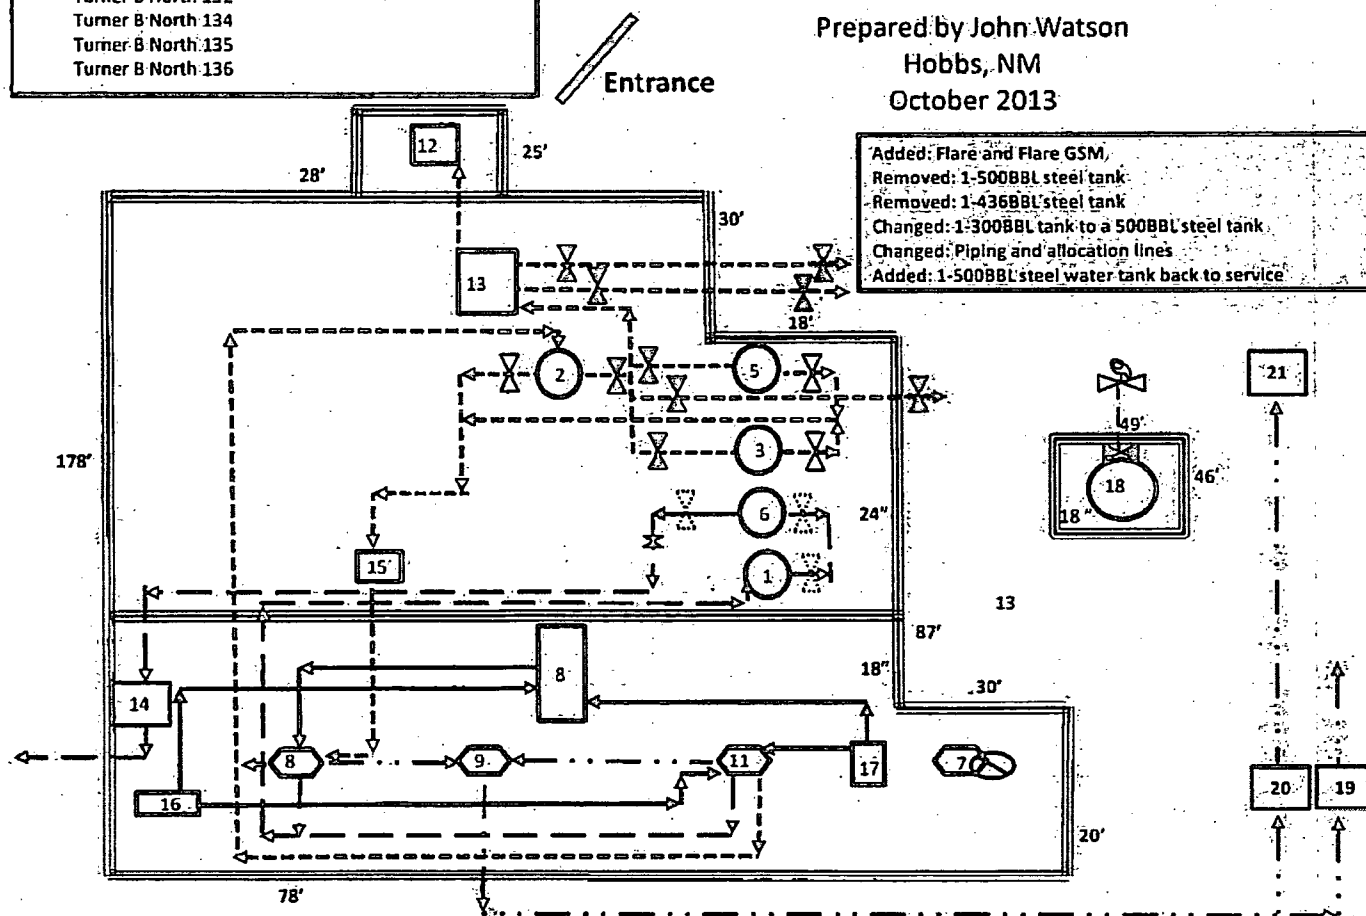 Turner B North 134
Turner B North 135
Turner B North 136
Prepared by John Watson
Hobbs, NM
October 2013
Entrance
Added: Flare and Flare GSM
Removed: 1-500BBL steel tank
Removed: 1-436BBL steel tank
Changed: 1-300BBL tank to a 500BBL steel tank
Changed: Piping and allocation lines
Added: 1-500BBL steel water tank back to service
12
25'
28'
30'
13
18'
2
5
21
49'
3
178'
46'
18
18"
6
24"
15
1
13
87'
8
18"
30'
14
8
9
11
17
7
16
20
19
20'
78'